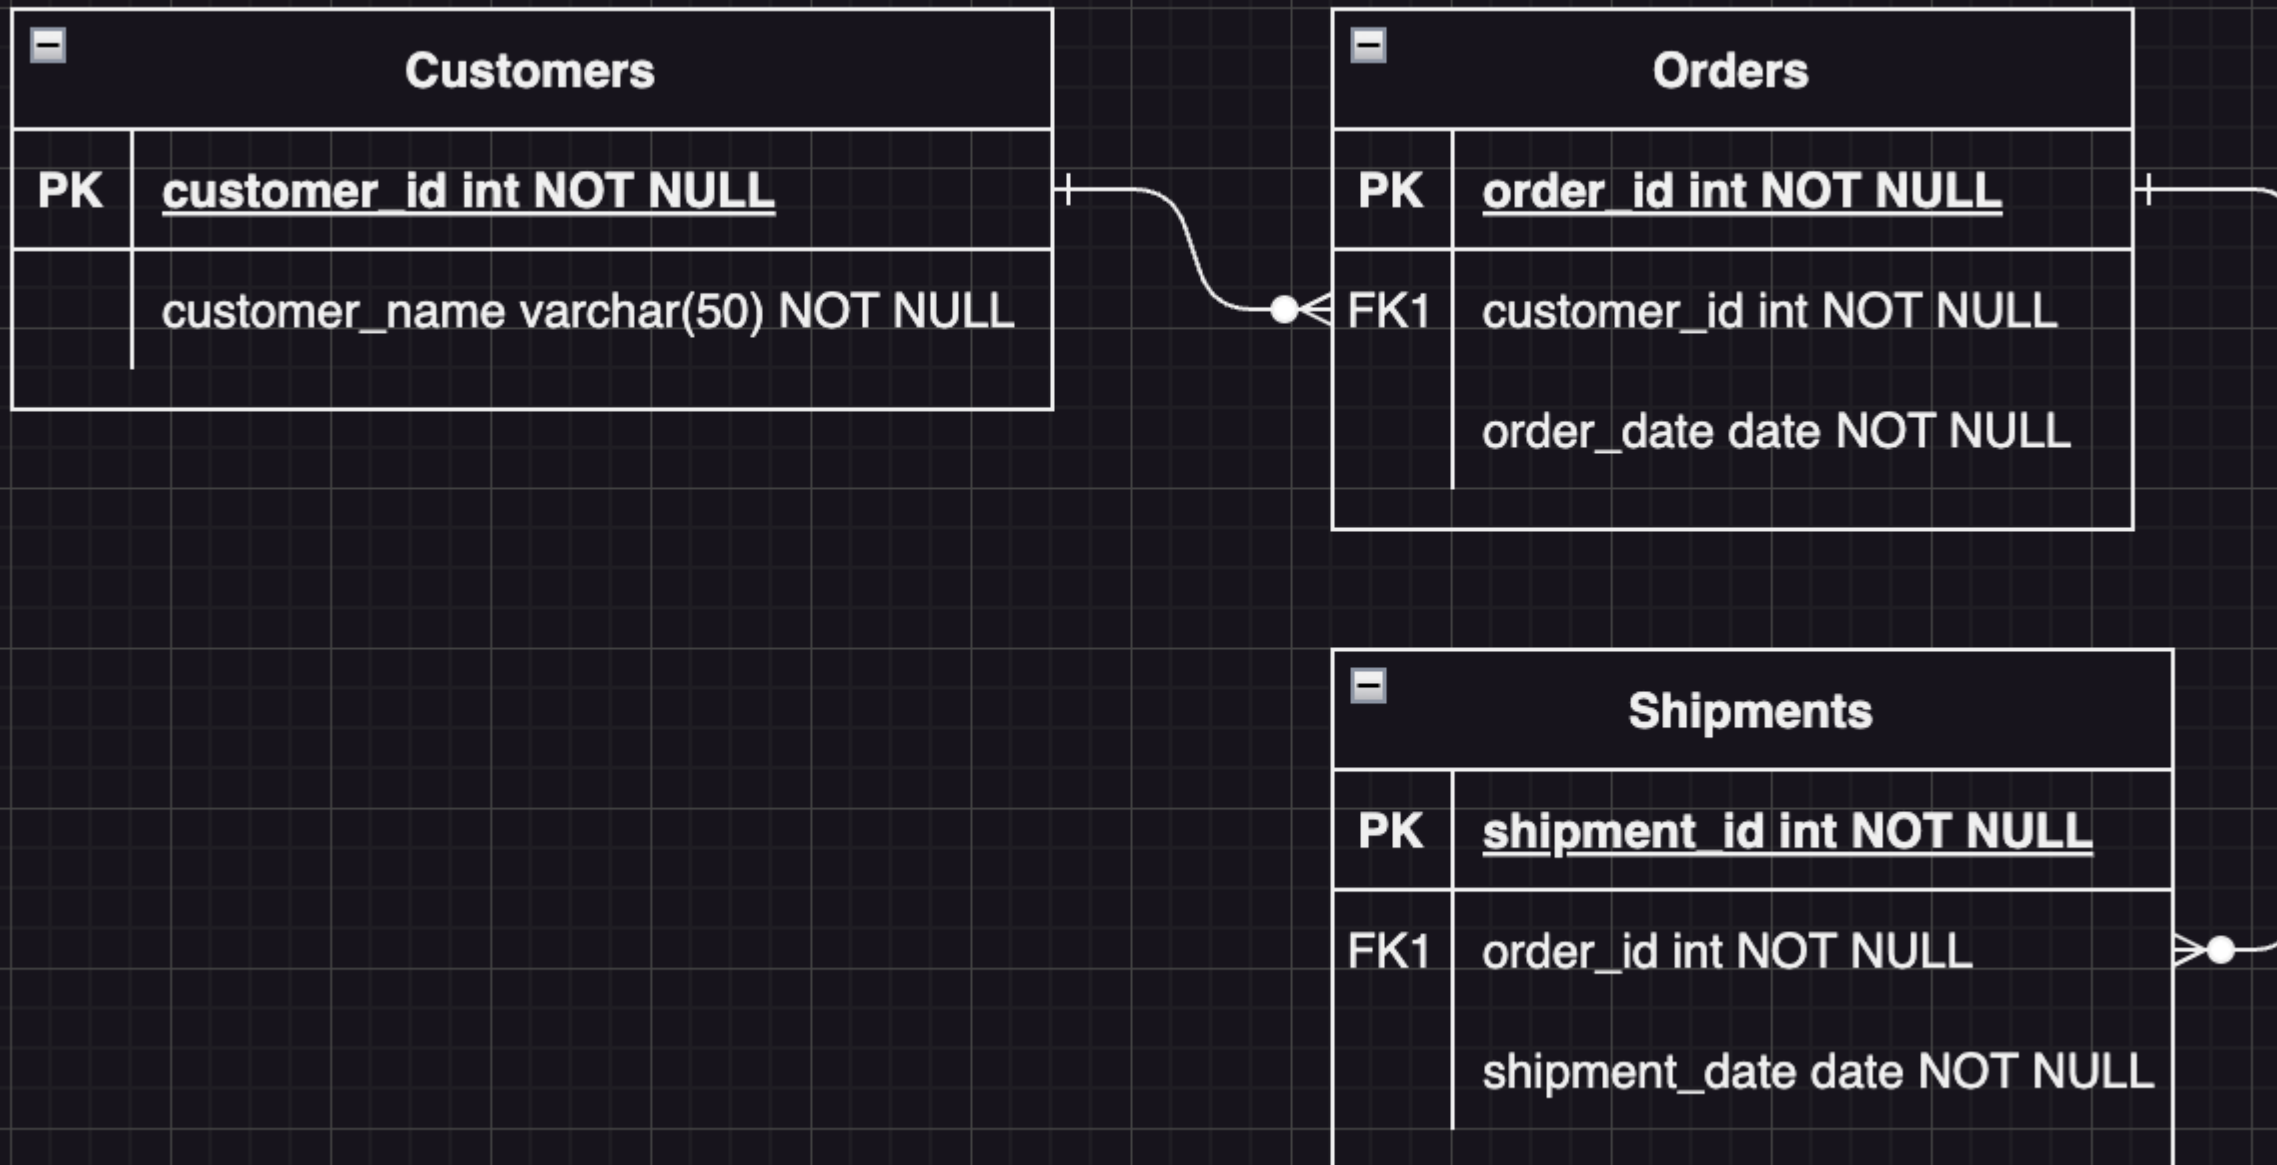 Customers
PK customer_id int NOT NULL
customer_name varchar(50) NOT NULL
Orders
PK order_id int NOT NULL
FK1 customer_id int NOT NULL
order_date date NOT NULL
Shipments
PK shipment_id int NOT NULL
FK1 order_id int NOT NULL
shipment_date date NOT NULL